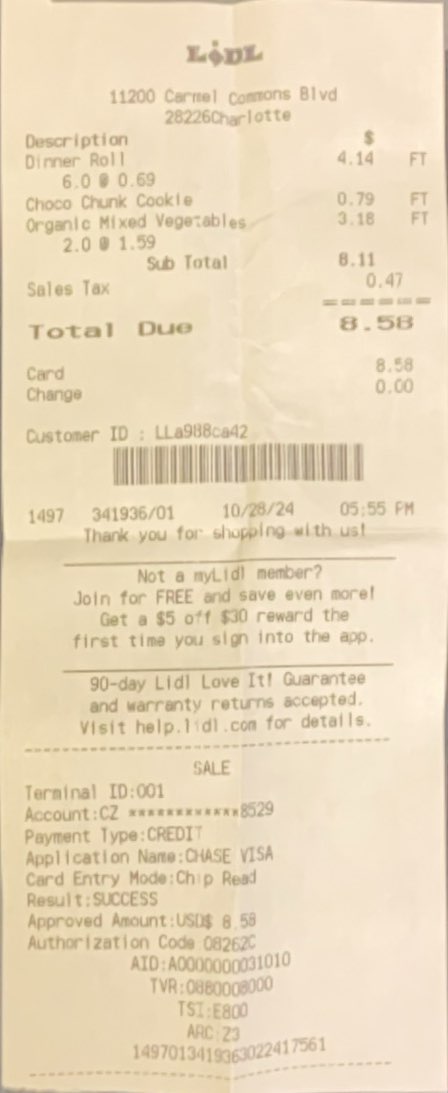 LiDL
11200 Carmel Commons Blvd
28226Charlotte
Description $
Dinner Roll 4.14 FT
6.0 @ 0.69
Choco Chunk Cookie 0.79 FT
Organic Mixed Vegetables 3.18 FT
2.0 @ 1.59
Sub Total 8.11
Sales Tax 0.47
======
Total Due 8.58
Card 8.58
Change 0.00
Customer ID : LLa988ca42
1497 341936/01 10/28/24 05:55 PM
Thank you for shopping with us!
Not a myLidl member?
Join for FREE and save even more!
Get a $5 off $30 reward the
first time you sign into the app.
90-day Lidl Love It! Guarantee
and warranty returns accepted.
Visit help.lidl.com for details.
SALE
Terminal ID:001
Account:CZ ************8529
Payment Type:CREDIT
Application Name:CHASE VISA
Card Entry Mode:Chip Read
Result:SUCCESS
Approved Amount:USD$ 8.58
Authorization Code 08262C
AID:A0000000031010
TVR:0880008000
TSI:E800
ARC:Z3
1497013419363022417561